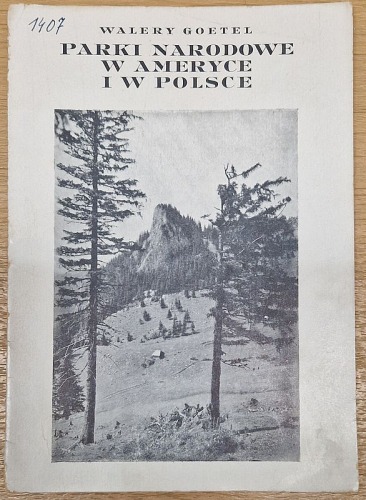 1407
WALERY GOETEL
PARKI NARODOWE
W AMERYCE
I W POLSCE